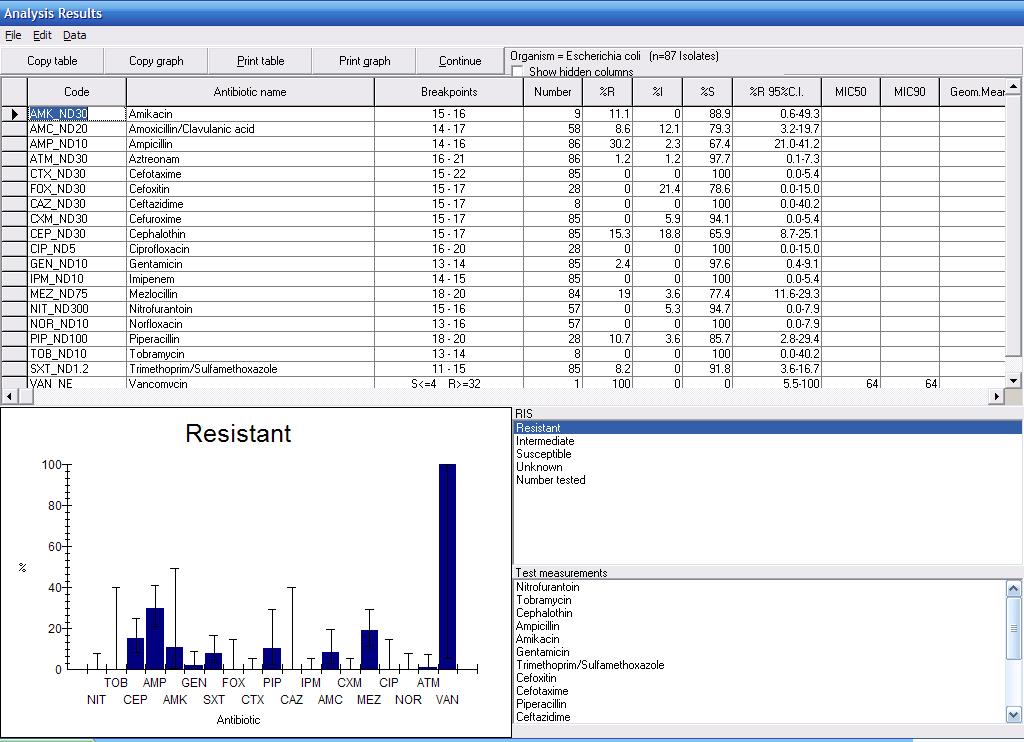 Analysis Results
File Edit Data
Copy table Copy graph Print table Print graph Continue Organism = Escherichia coli (n=87 Isolates)
Show hidden columns
Code Antibiotic name Breakpoints Number %R %I %S %R 95%C.I. MIC50 MIC90 Geom.Mear
AMK_ND30 Amikacin 15 - 16 9 11.1 0 88.9 0.6-49.3
AMC_ND20 Amoxicillin/Clavulanic acid 14 - 17 58 8.6 12.1 79.3 3.2-19.7
AMP_ND10 Ampicillin 14 - 16 86 30.2 2.3 67.4 21.0-41.2
ATM_ND30 Aztreonam 16 - 21 86 1.2 1.2 97.7 0.1-7.3
CTX_ND30 Cefotaxime 15 - 22 85 0 0 100 0.0-5.4
FOX_ND30 Cefoxitin 15 - 17 28 0 21.4 78.6 0.0-15.0
CAZ_ND30 Ceftazidime 15 - 17 8 0 0 100 0.0-40.2
CXM_ND30 Cefuroxime 15 - 17 85 0 5.9 94.1 0.0-5.4
CEP_ND30 Cephalothin 15 - 17 85 15.3 18.8 65.9 8.7-25.1
CIP_ND5 Ciprofloxacin 16 - 20 28 0 0 100 0.0-15.0
GEN_ND10 Gentamicin 13 - 14 85 2.4 0 97.6 0.4-9.1
IPM_ND10 Imipenem 14 - 15 85 0 0 100 0.0-5.4
MEZ_ND75 Mezlocillin 18 - 20 84 19 3.6 77.4 11.6-29.3
NIT_ND300 Nitrofurantoin 15 - 16 57 0 5.3 94.7 0.0-7.9
NOR_ND10 Norfloxacin 13 - 16 57 0 0 100 0.0-7.9
PIP_ND100 Piperacillin 18 - 20 28 10.7 3.6 85.7 2.8-29.4
TOB_ND10 Tobramycin 13 - 14 8 0 0 100 0.0-40.2
SXT_ND1.2 Trimethoprim/Sulfamethoxazole 11 - 15 85 8.2 0 91.8 3.6-16.7
VAN_NE Vancomycin S<=4 R>=32 1 100 0 0 5.5-100 64 64
Resistant
100
80
60
%
40
20
0
TOB AMP GEN FOX PIP IPM CXM CIP ATM
NIT CEP AMK SXT CTX CAZ AMC MEZ NOR VAN
Antibiotic
RIS
Resistant
Intermediate
Susceptible
Unknown
Number tested
Test measurements
Nitrofurantoin
Tobramycin
Cephalothin
Ampicillin
Amikacin
Gentamicin
Trimethoprim/Sulfamethoxazole
Cefoxitin
Cefotaxime
Piperacillin
Ceftazidime